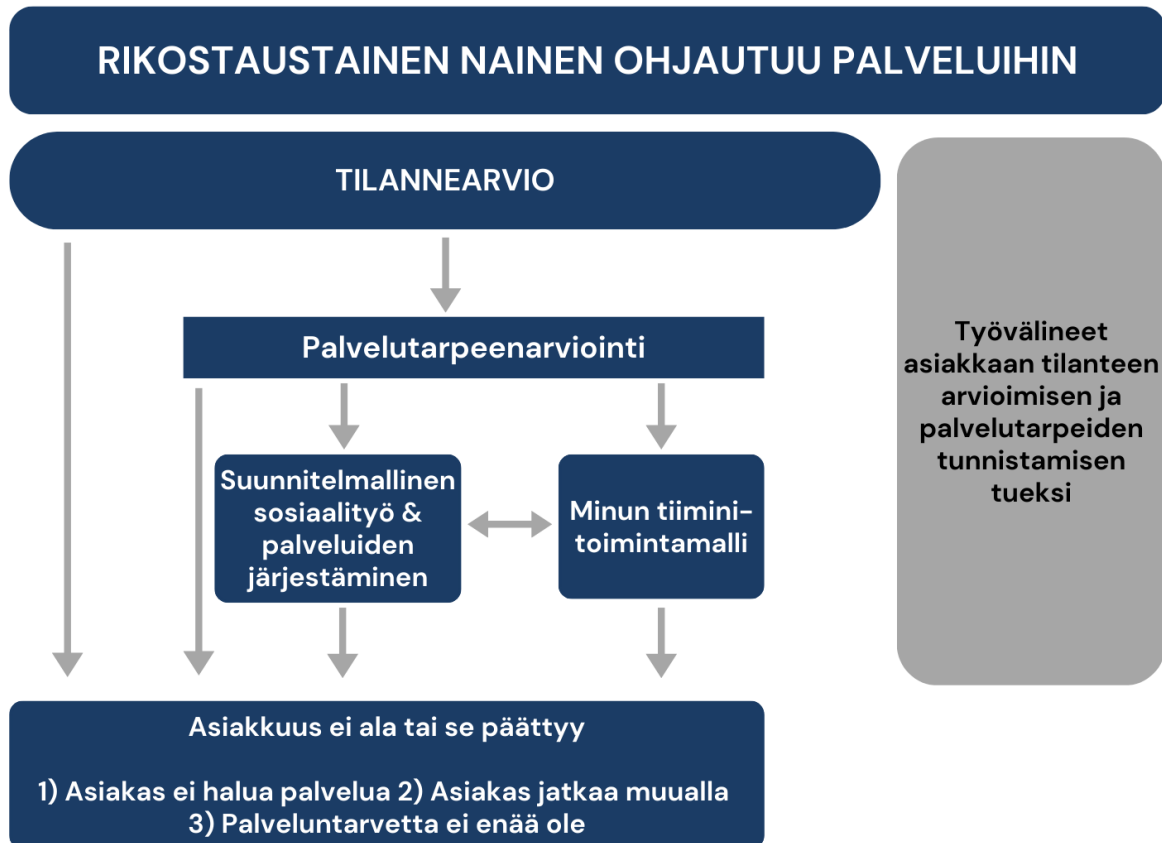 RIKOSTAUSTAINEN NAINEN OHJAUTUU PALVELUIHIN
TILANNEARVIO
Palvelutarpeenarviointi
Suunnitelmallinen
sosiaalityö &
palveluiden
järjestäminen
Minun tiimini-
toimintamalli
Työvälineet
asiakkaan tilanteen
arvioimisen ja
palvelutarpeiden
tunnistamisen
tueksi
Asiakkuus ei ala tai se päättyy
1) Asiakas ei halua palvelua 2) Asiakas jatkaa muualla
3) Palveluntarvetta ei enää ole